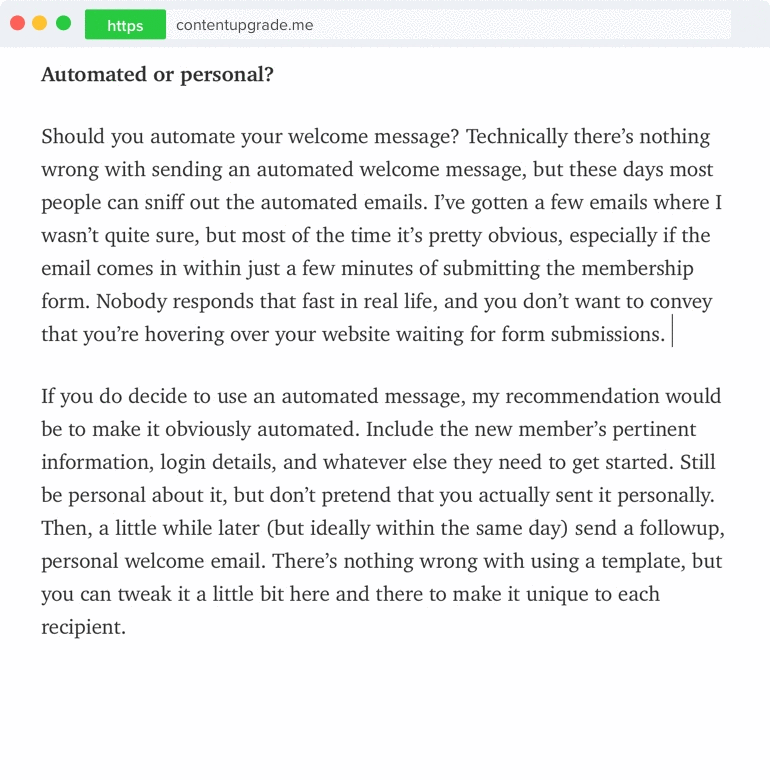 https contentupgrade.me
Automated or personal?
Should you automate your welcome message? Technically there’s nothing
wrong with sending an automated welcome message, but these days most
people can sniff out the automated emails. I’ve gotten a few emails where I
wasn’t quite sure, but most of the time it’s pretty obvious, especially if the
email comes in within just a few minutes of submitting the membership
form. Nobody responds that fast in real life, and you don’t want to convey
that you’re hovering over your website waiting for form submissions.
If you do decide to use an automated message, my recommendation would
be to make it obviously automated. Include the new member’s pertinent
information, login details, and whatever else they need to get started. Still
be personal about it, but don’t pretend that you actually sent it personally.
Then, a little while later (but ideally within the same day) send a followup,
personal welcome email. There’s nothing wrong with using a template, but
you can tweak it a little bit here and there to make it unique to each
recipient.